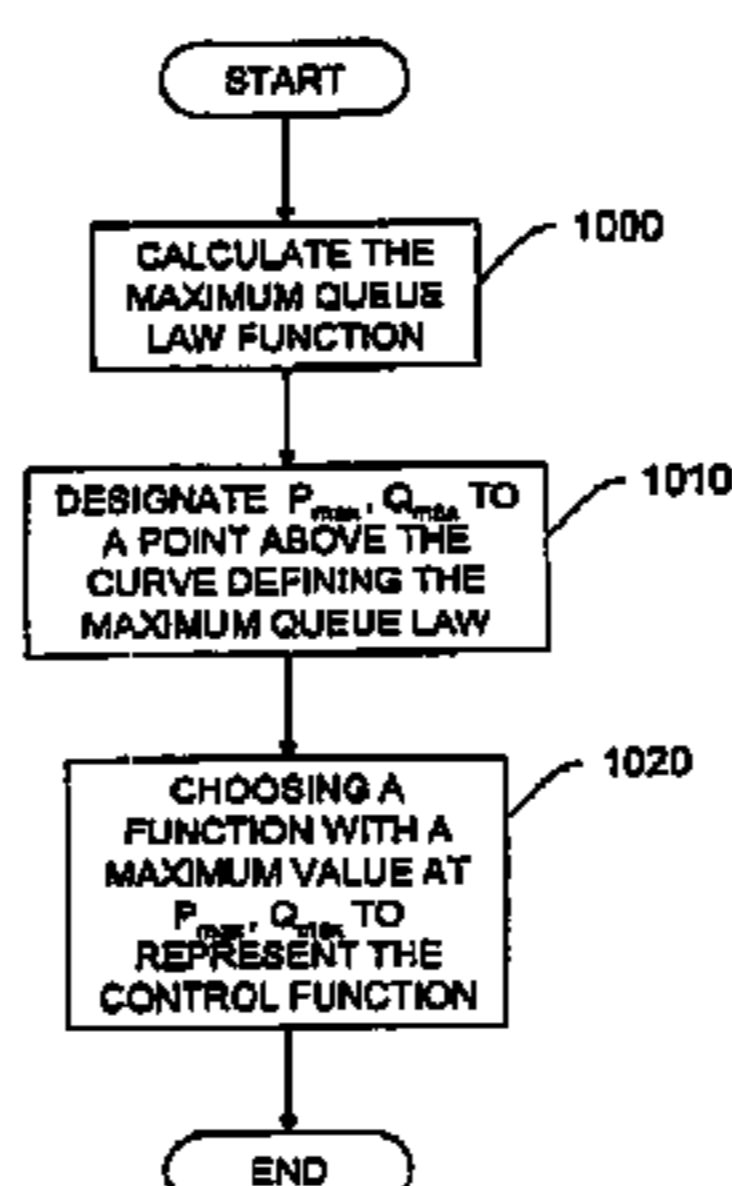 START
1000
CALCULATE THE
MAXIMUM QUEUE
LAW FUNCTION
1010
DESIGNATE Pmax, Qmax TO
A POINT ABOVE THE
CURVE DEFINING THE
MAXIMUM QUEUE LAW
1020
CHOOSING A
FUNCTION WITH A
MAXIMUM VALUE AT
Pmax, Qmax TO
REPRESENT THE
CONTROL FUNCTION
END